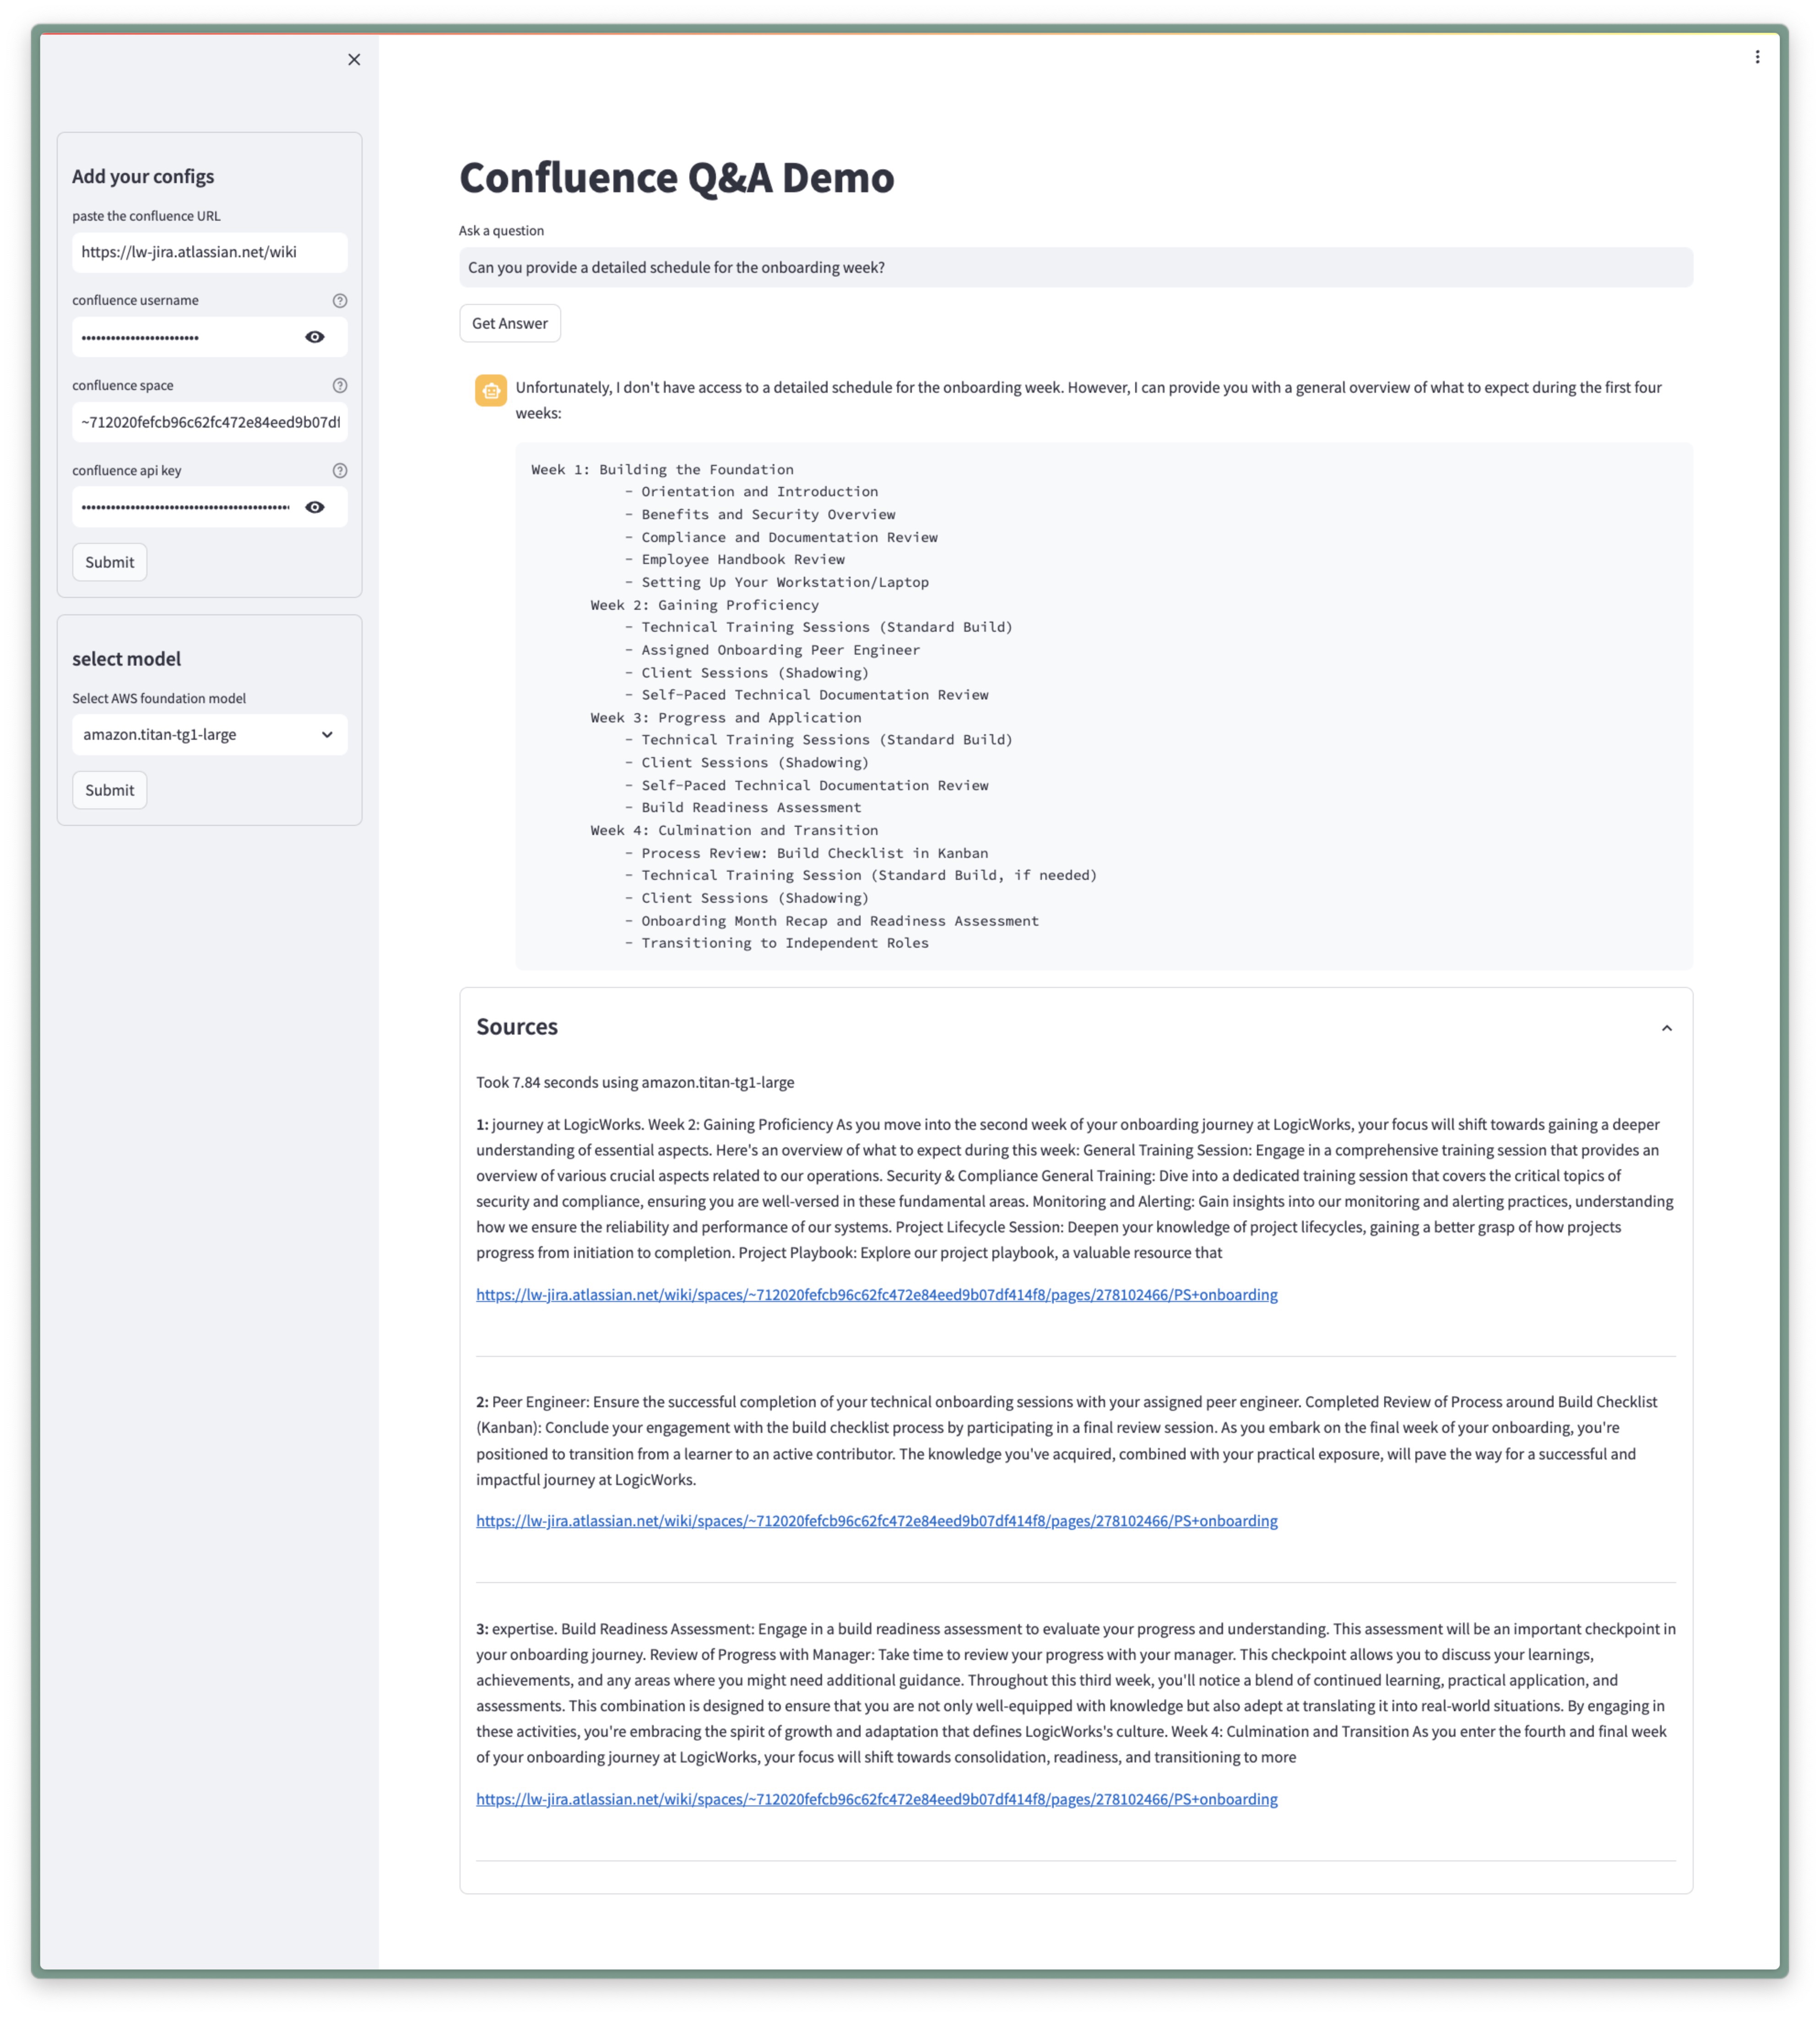 Add your configs
paste the confluence URL
https://lw-jira.atlassian.net/wiki
confluence username
confluence space
~712020fefcb96c62fc472e84eed9b07df
confluence api key
Submit
select model
Select AWS foundation model
amazon.titan-tg1-large
Submit
Confluence Q&A Demo
Ask a question
Can you provide a detailed schedule for the onboarding week?
Get Answer
Unfortunately, I don't have access to a detailed schedule for the onboarding week. However, I can provide you with a general overview of what to expect during the first four
weeks:
Week 1: Building the Foundation
- Orientation and Introduction
- Benefits and Security Overview
- Compliance and Documentation Review
- Employee Handbook Review
- Setting Up Your Workstation/Laptop
Week 2: Gaining Proficiency
- Technical Training Sessions (Standard Build)
- Assigned Onboarding Peer Engineer
- Client Sessions (Shadowing)
- Self-Paced Technical Documentation Review
Week 3: Progress and Application
- Technical Training Sessions (Standard Build)
- Client Sessions (Shadowing)
- Self-Paced Technical Documentation Review
- Build Readiness Assessment
Week 4: Culmination and Transition
- Process Review: Build Checklist in Kanban
- Technical Training Session (Standard Build, if needed)
- Client Sessions (Shadowing)
- Onboarding Month Recap and Readiness Assessment
- Transitioning to Independent Roles
Sources
Took 7.84 seconds using amazon.titan-tg1-large
1: journey at LogicWorks. Week 2: Gaining Proficiency As you move into the second week of your onboarding journey at LogicWorks, your focus will shift towards gaining a deeper
understanding of essential aspects. Here's an overview of what to expect during this week: General Training Session: Engage in a comprehensive training session that provides an
overview of various crucial aspects related to our operations. Security & Compliance General Training: Dive into a dedicated training session that covers the critical topics of
security and compliance, ensuring you are well-versed in these fundamental areas. Monitoring and Alerting: Gain insights into our monitoring and alerting practices, understanding
how we ensure the reliability and performance of our systems. Project Lifecycle Session: Deepen your knowledge of project lifecycles, gaining a better grasp of how projects
progress from initiation to completion. Project Playbook: Explore our project playbook, a valuable resource that
https://lw-jira.atlassian.net/wiki/spaces/~712020fefcb96c62fc472e84eed9b07df414f8/pages/278102466/PS+onboarding
2: Peer Engineer: Ensure the successful completion of your technical onboarding sessions with your assigned peer engineer. Completed Review of Process around Build Checklist
(Kanban): Conclude your engagement with the build checklist process by participating in a final review session. As you embark on the final week of your onboarding, you're
positioned to transition from a learner to an active contributor. The knowledge you've acquired, combined with your practical exposure, will pave the way for a successful and
impactful journey at LogicWorks.
https://lw-jira.atlassian.net/wiki/spaces/~712020fefcb96c62fc472e84eed9b07df414f8/pages/278102466/PS+onboarding
3: expertise. Build Readiness Assessment: Engage in a build readiness assessment to evaluate your progress and understanding. This assessment will be an important checkpoint in
your onboarding journey. Review of Progress with Manager: Take time to review your progress with your manager. This checkpoint allows you to discuss your learnings,
achievements, and any areas where you might need additional guidance. Throughout this third week, you'll notice a blend of continued learning, practical application, and
assessments. This combination is designed to ensure that you are not only well-equipped with knowledge but also adept at translating it into real-world situations. By engaging in
these activities, you're embracing the spirit of growth and adaptation that defines LogicWorks's culture. Week 4: Culmination and Transition As you enter the fourth and final week
of your onboarding journey at LogicWorks, your focus will shift towards consolidation, readiness, and transitioning to more
https://lw-jira.atlassian.net/wiki/spaces/~712020fefcb96c62fc472e84eed9b07df414f8/pages/278102466/PS+onboarding